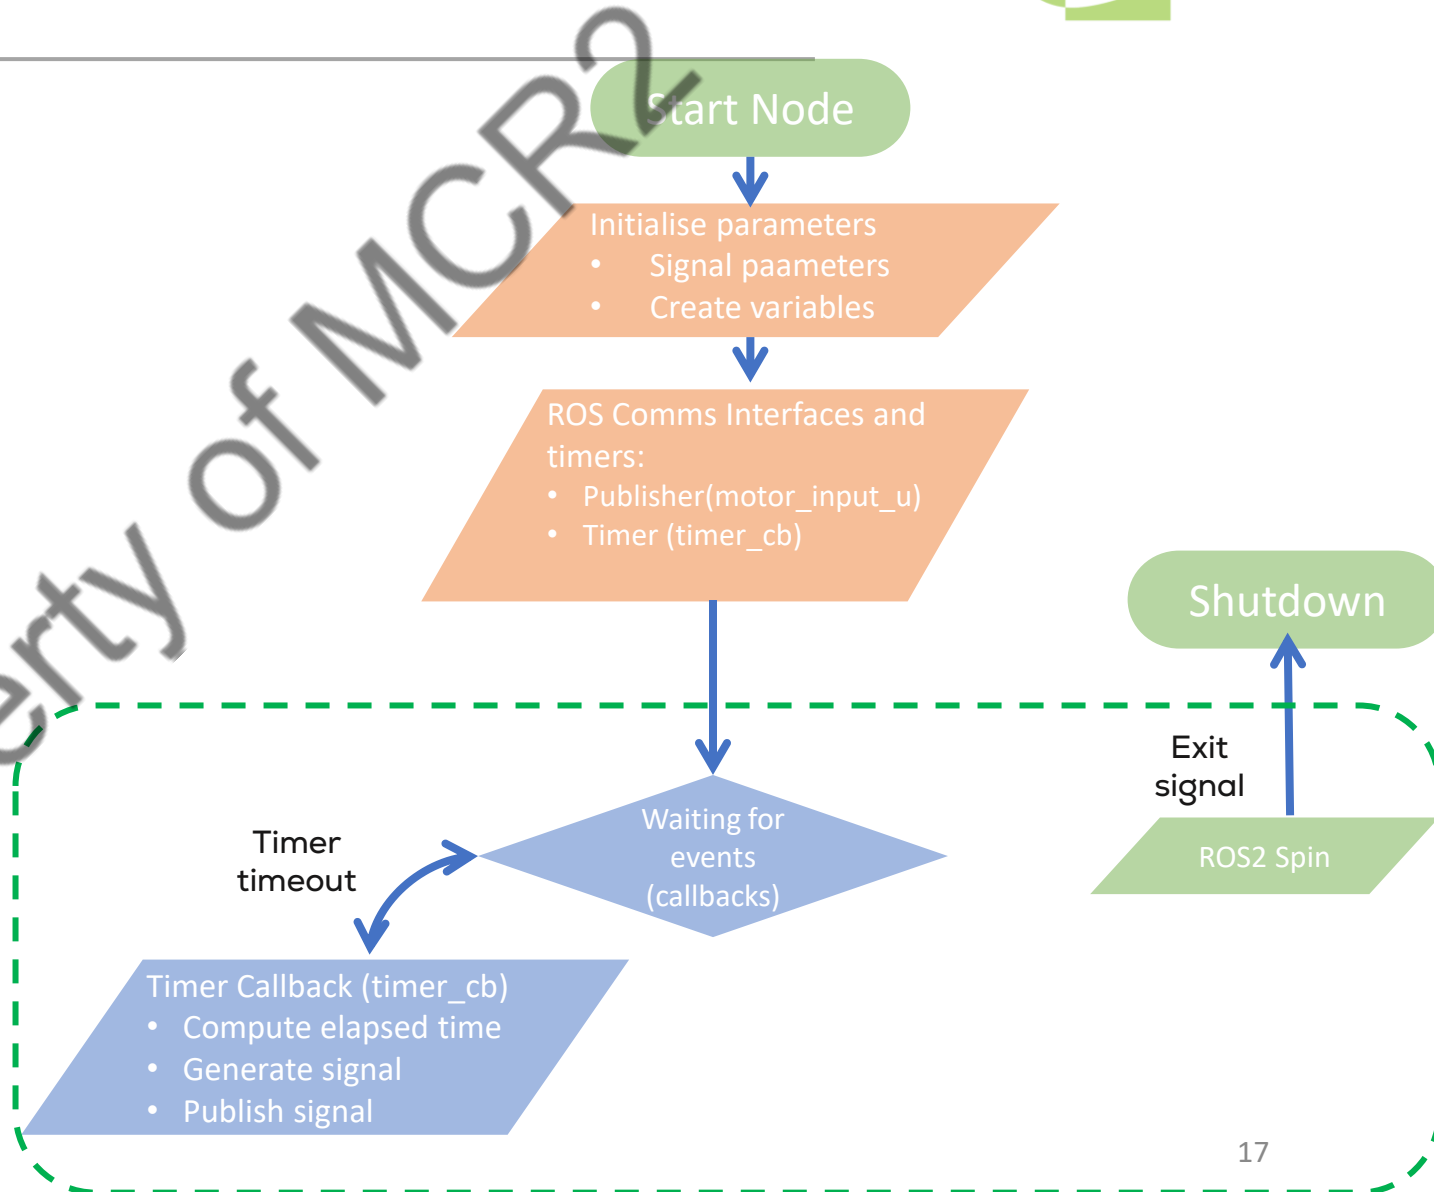 Start Node
Initialise parameters
• Signal paameters
• Create variables
ROS Comms Interfaces and
timers:
• Publisher(motor_input_u)
• Timer (timer_cb)
Shutdown
Exit
signal
Waiting for
events
(callbacks)
ROS2 Spin
Timer
timeout
Timer Callback (timer_cb)
• Compute elapsed time
• Generate signal
• Publish signal
17
erty of MCR2